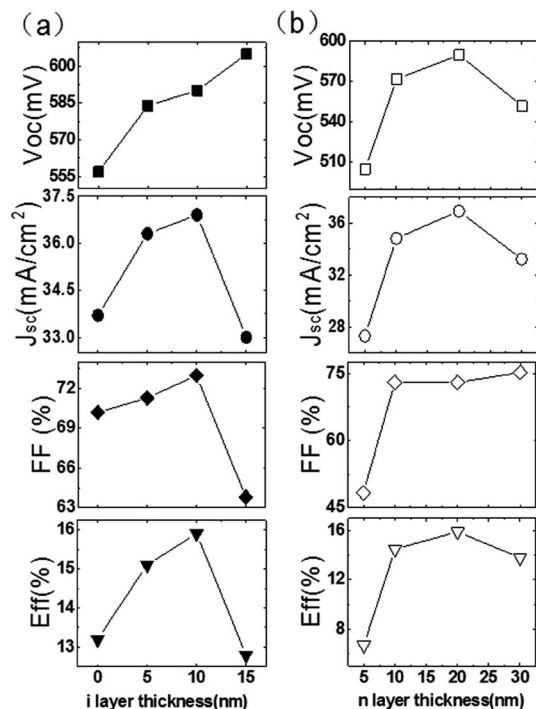 (a)
Voc(mV)
600
585
570
555
Jsc(mA/cm²)
37.5
36.0
34.5
33.0
FF (%)
72
69
66
63
Eff(%)
16
15
14
13
0 5 10 15
i layer thickness(nm)
(b)
Voc(mV)
600
570
540
510
Jsc(mA/cm²)
36
32
28
FF (%)
75
60
45
Eff(%)
16
12
8
5 10 15 20 25 30
n layer thickness(nm)